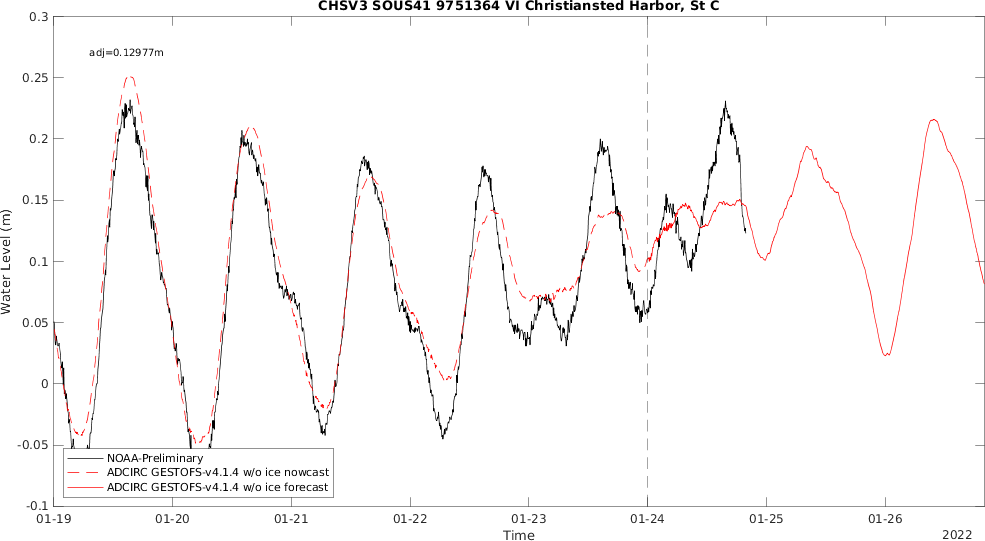 CHSV3 SOUS41 9751364 VI Christiansted Harbor, St C
0.3
adj=0.12977m
0.25
0.2
0.15
0.1
0.05
0
-0.05
-0.1
Water Level (m)
NOAA-Preliminary
ADCIRC GESTOFS-v4.1.4 w/o ice nowcast
ADCIRC GESTOFS-v4.1.4 w/o ice forecast
01-19 01-20 01-21 01-22 01-23 01-24 01-25 01-26
Time
2022